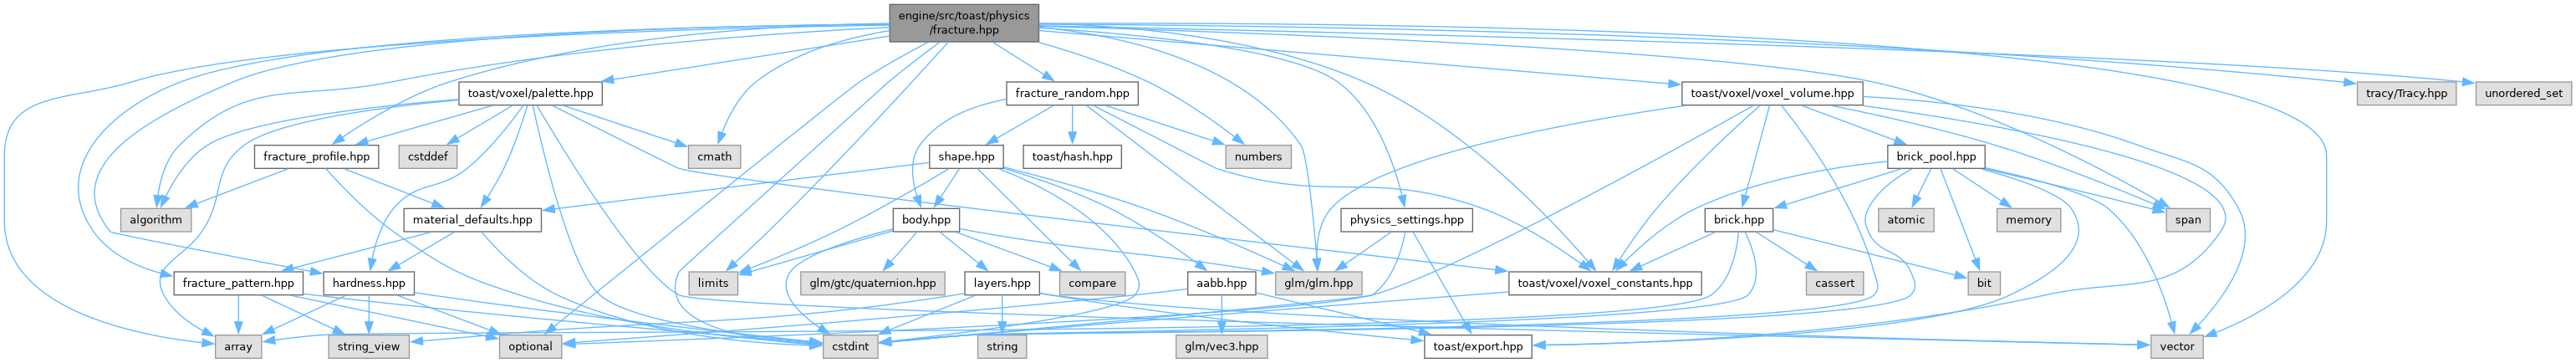 engine/src/toast/physics
/fracture.hpp
toast/voxel/palette.hpp
fracture_random.hpp
toast/voxel/voxel_volume.hpp
tracy/Tracy.hpp
unordered_set
fracture_profile.hpp
cstddef
cmath
shape.hpp
toast/hash.hpp
numbers
brick_pool.hpp
algorithm
material_defaults.hpp
body.hpp
physics_settings.hpp
brick.hpp
atomic
memory
span
fracture_pattern.hpp
hardness.hpp
limits
glm/gtc/quaternion.hpp
layers.hpp
compare
aabb.hpp
glm/glm.hpp
toast/voxel/voxel_constants.hpp
cassert
bit
array
string_view
optional
cstdint
string
glm/vec3.hpp
toast/export.hpp
vector